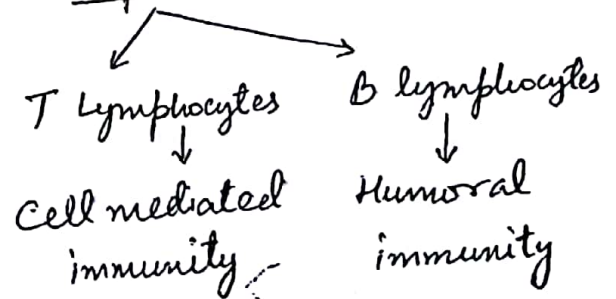 T Lymphocytes
B lymphocytes
Cell mediated
immunity
Humoral
immunity